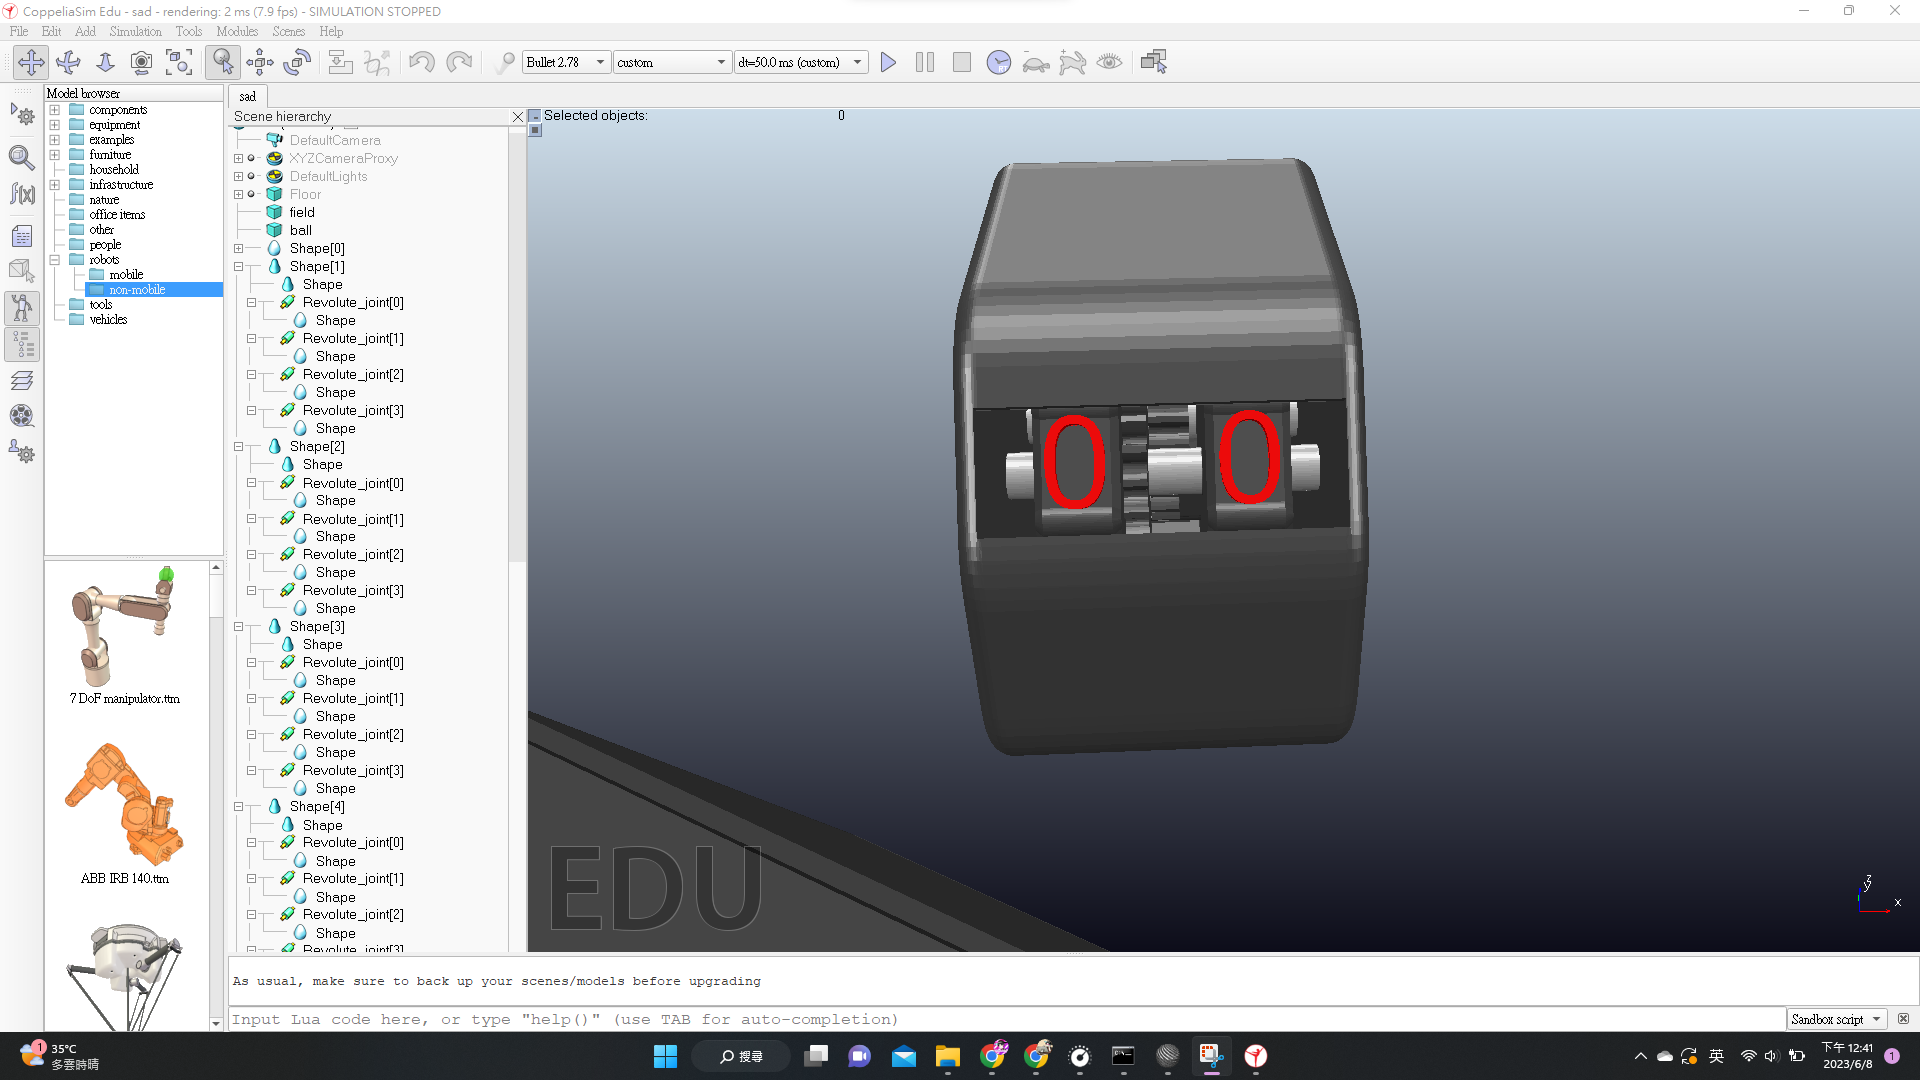 CoppeliaSim Edu - sad - rendering: 2 ms (7.9 fps) - SIMULATION STOPPED
File Edit Add Simulation Tools Modules Scenes Help
Bullet 2.78 custom dt=50.0 ms (custom)
Model browser
components
equipment
examples
furniture
household
infrastructure
nature
office items
other
people
robots
mobile
non-mobile
tools
vehicles
7 DoF manipulator.ttm
ABB IRB 140.ttm
sad
Scene hierarchy
DefaultCamera
XYZCameraProxy
DefaultLights
Floor
field
ball
Shape[0]
Shape[1]
Shape
Revolute_joint[0]
Shape
Revolute_joint[1]
Shape
Revolute_joint[2]
Shape
Revolute_joint[3]
Shape
Shape[2]
Shape
Revolute_joint[0]
Shape
Revolute_joint[1]
Shape
Revolute_joint[2]
Shape
Revolute_joint[3]
Shape
Shape[3]
Shape
Revolute_joint[0]
Shape
Revolute_joint[1]
Shape
Revolute_joint[2]
Shape
Revolute_joint[3]
Shape
Shape[4]
Shape
Revolute_joint[0]
Shape
Revolute_joint[1]
Shape
Revolute_joint[2]
Shape
Revolute_joint[3]
Selected objects: 0
0 0
EDU
z
y
x
As usual, make sure to back up your scenes/models before upgrading
Input Lua code here, or type "help()" (use TAB for auto-completion)
Sandbox script
1
35°C
多雲時晴
搜尋
英
下午 12:41
2023/6/8
1